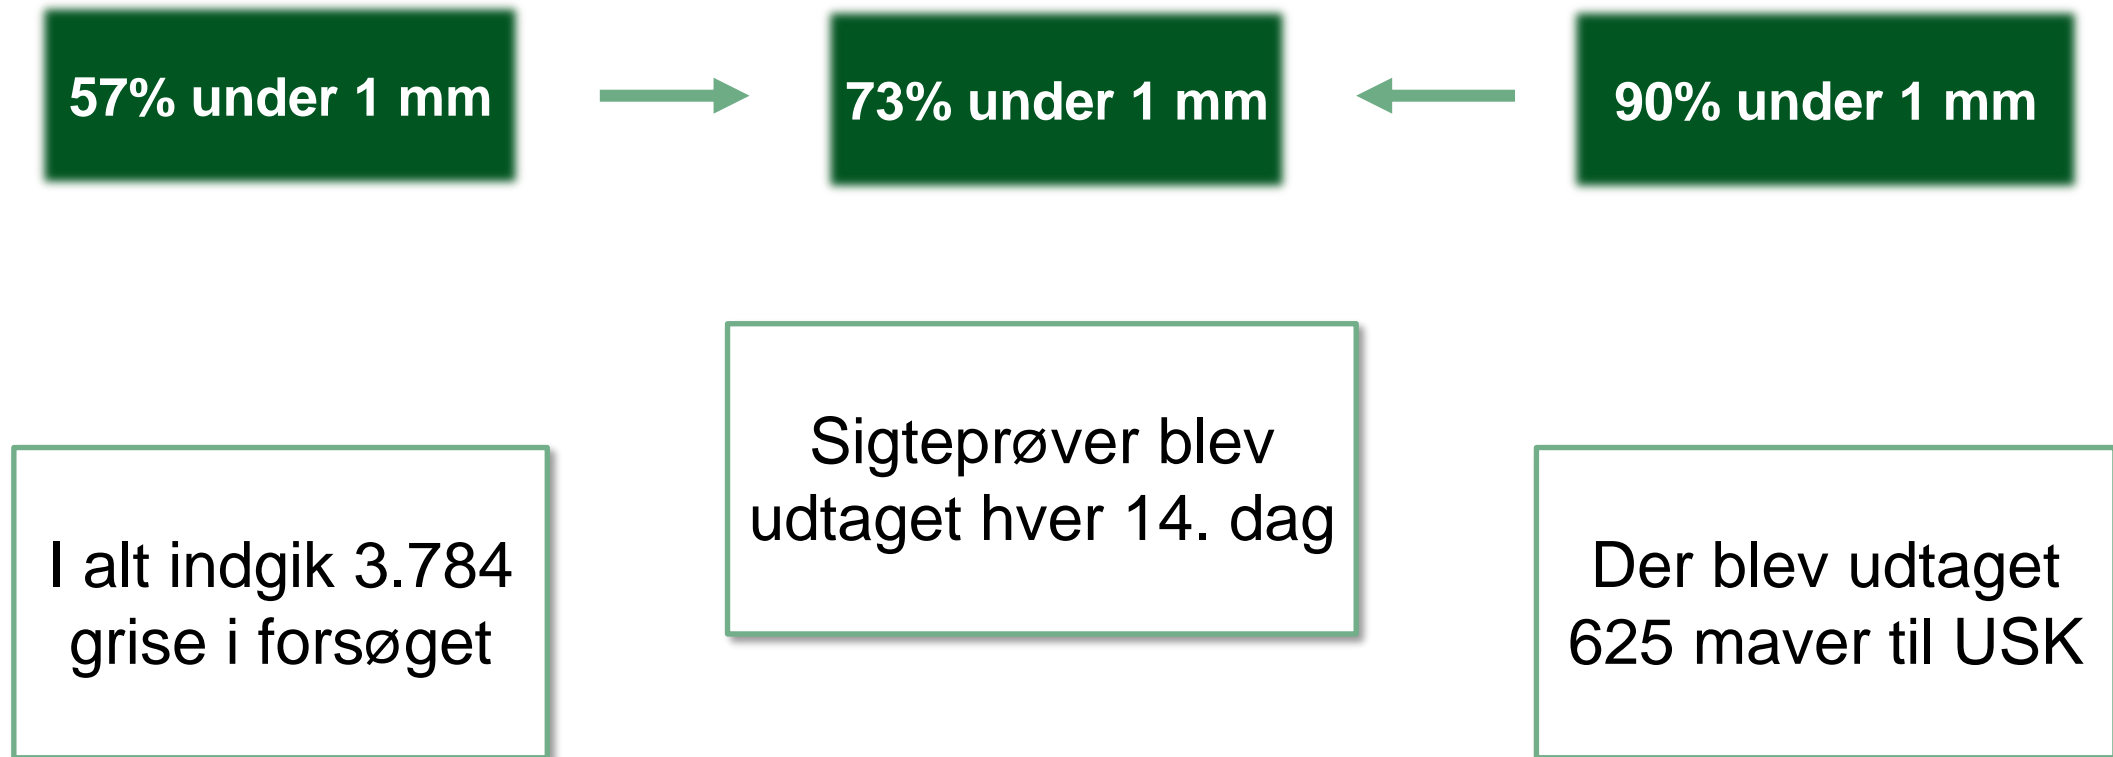 57% under 1 mm
73% under 1 mm
90% under 1 mm
Sigteprøver blev
udtaget hver 14. dag
I alt indgik 3.784
grise i forsøget
Der blev udtaget
625 maver til USK